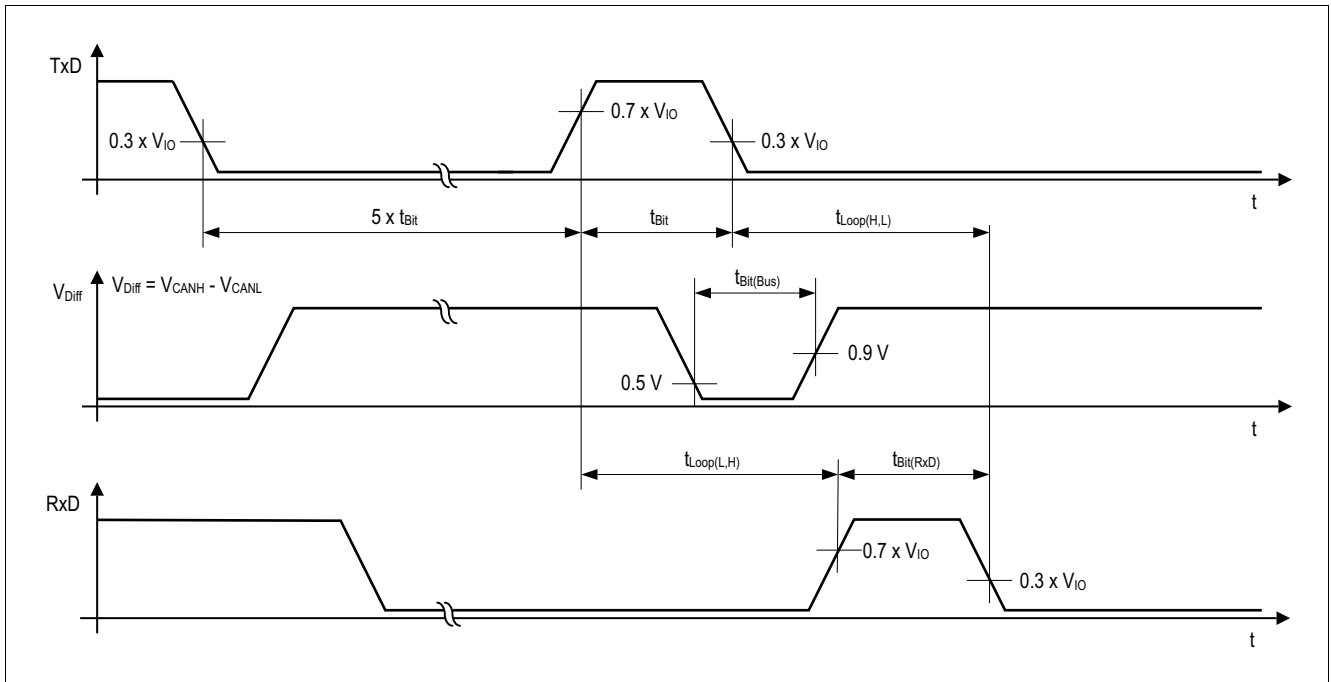 TxD
0.3 x VIO
0.7 x VIO
0.3 x VIO
t
5 x tBit
tBit
tLoop(H,L)
VDiff
VDiff = VCANH - VCANL
tBit(Bus)
0.5 V
0.9 V
t
tLoop(L,H)
tBit(RxD)
RxD
0.7 x VIO
0.3 x VIO
t